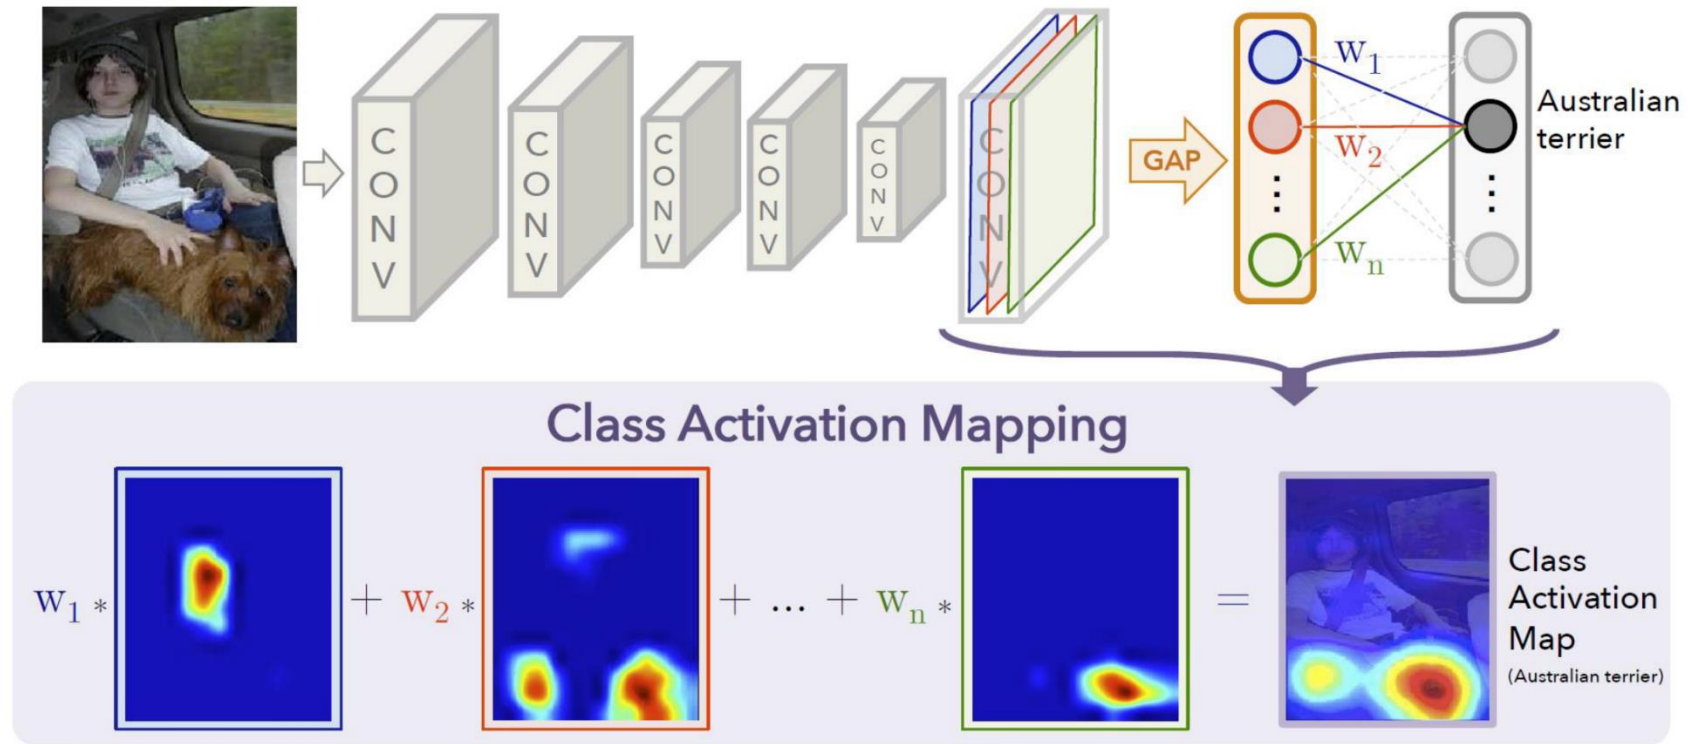 CONV
CONV
CONV
CONV
CONV
CONV
GAP
w1
w2
⋮
wn
⋮
Australian
terrier
Class Activation Mapping
w1 * + w2 * + ... + wn * =
Class
Activation
Map
(Australian terrier)